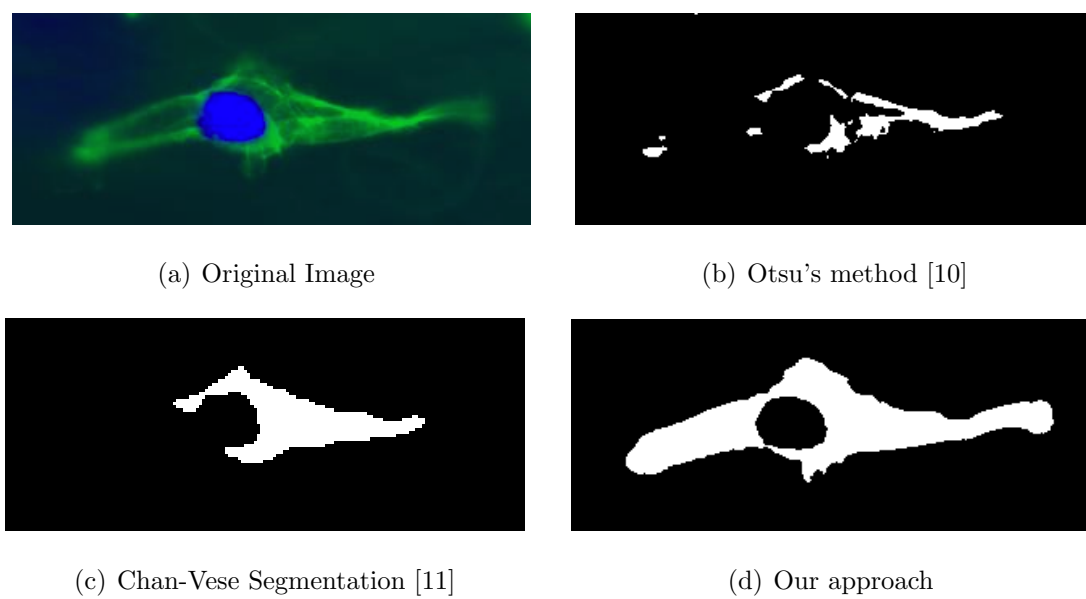 (a) Original Image
(b) Otsu's method [10]
(c) Chan-Vese Segmentation [11]
(d) Our approach